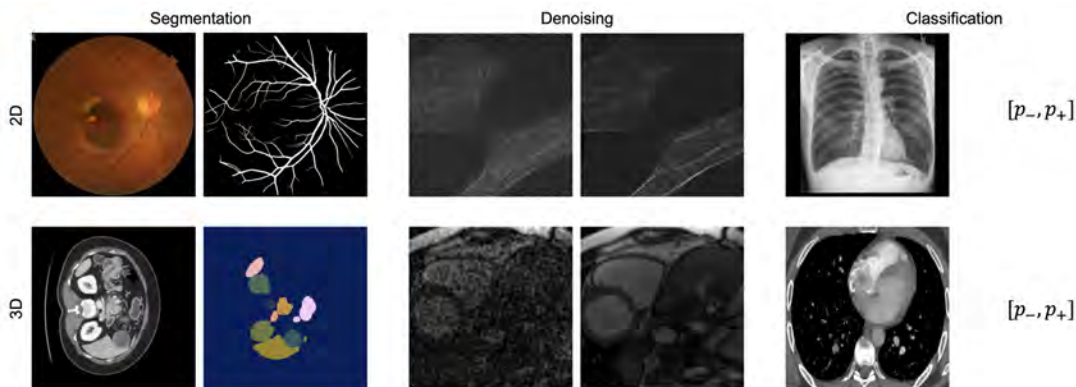 Segmentation
Denoising
Classification
2D
[p₋, p₊]
3D
[p₋, p₊]